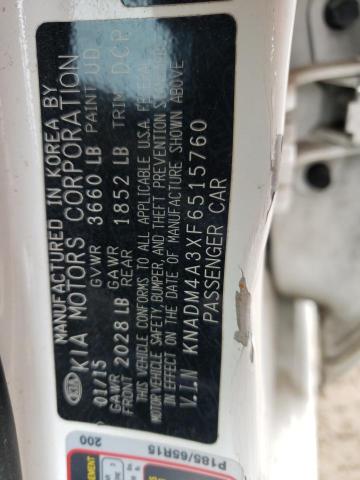 MANUFACTURED IN KOREA BY
KIA KIA MOTORS CORPORATION
01/15 GVWR 3660 LB PAINT UD
GAWR FRONT 2028 LB GAWR REAR 1852 LB TRIM DCP
THIS VEHICLE CONFORMS TO ALL APPLICABLE U.S.A. FEDERAL
MOTOR VEHICLE SAFETY, BUMPER, AND THEFT PREVENTION
IN EFFECT ON THE DATE OF MANUFACTURE SHOWN ABOVE
V.I.N KNADM4A3XF6515760
PASSENGER CAR
P185/65R15
200